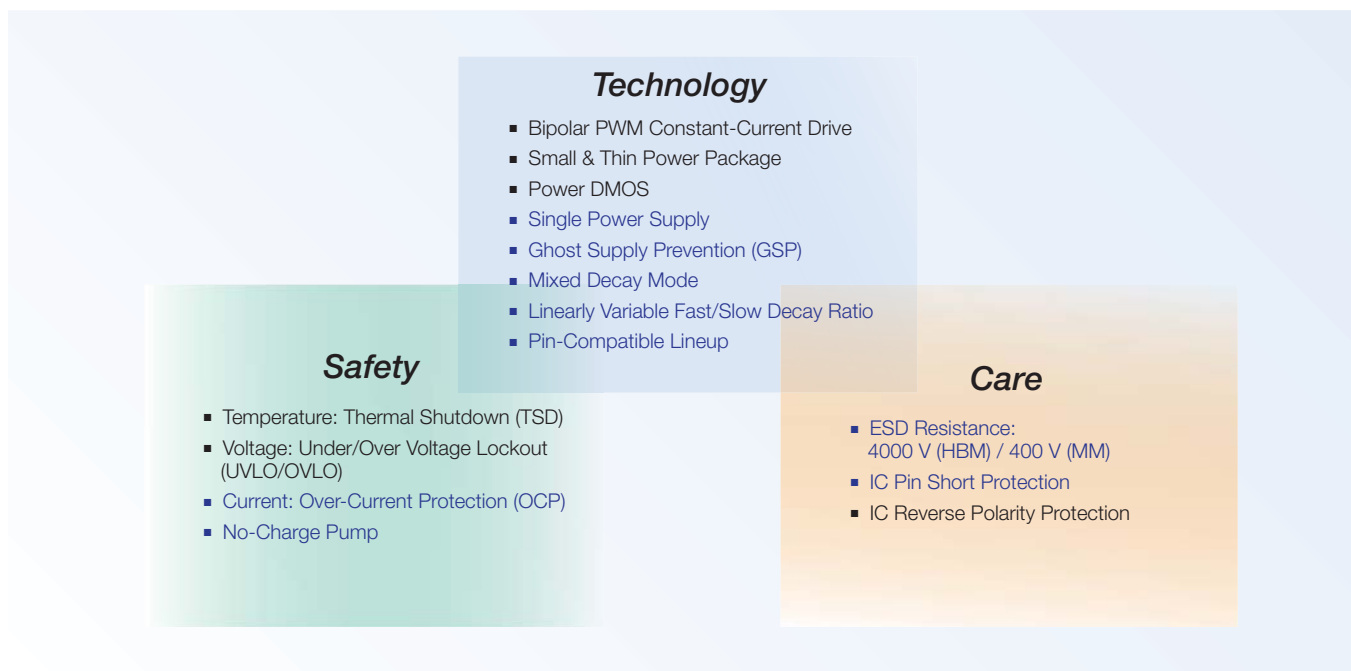 Technology
▪ Bipolar PWM Constant-Current Drive
▪ Small & Thin Power Package
▪ Power DMOS
▪ Single Power Supply
▪ Ghost Supply Prevention (GSP)
▪ Mixed Decay Mode
▪ Linearly Variable Fast/Slow Decay Ratio
▪ Pin-Compatible Lineup
Safety
▪ Temperature: Thermal Shutdown (TSD)
▪ Voltage: Under/Over Voltage Lockout
(UVLO/OVLO)
▪ Current: Over-Current Protection (OCP)
▪ No-Charge Pump
Care
▪ ESD Resistance:
4000 V (HBM) / 400 V (MM)
▪ IC Pin Short Protection
▪ IC Reverse Polarity Protection